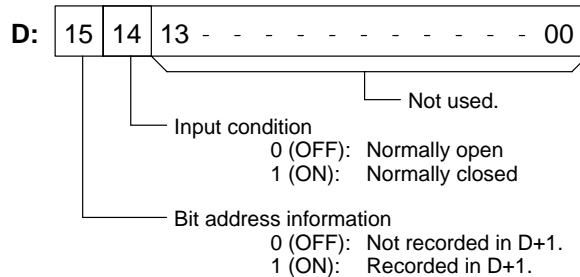 D: 15 14 13 - - - - - - - - - - - - 00
Not used.
Input condition
0 (OFF): Normally open
1 (ON): Normally closed
Bit address information
0 (OFF): Not recorded in D+1.
1 (ON): Recorded in D+1.